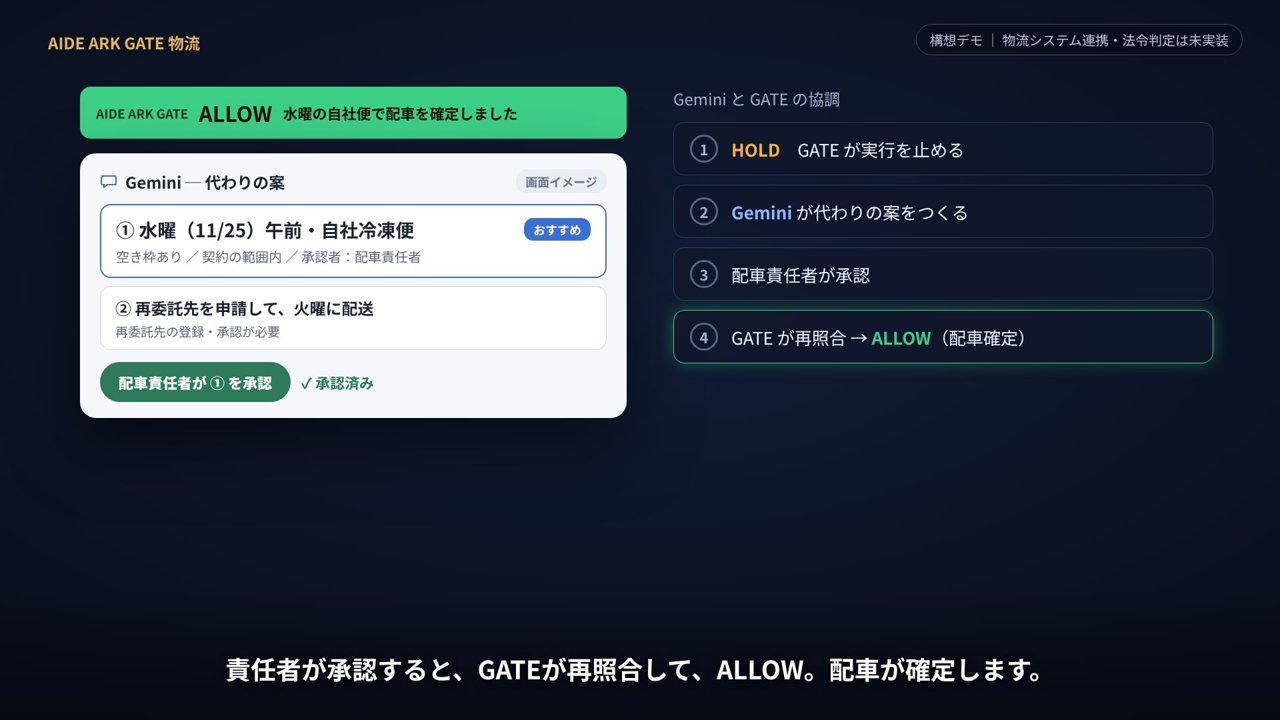 AIDE ARK GATE 物流
構想デモ | 物流システム連携・法令判定は未実装
AIDE ARK GATE ALLOW 水曜の自社便で配車を確定しました
Gemini — 代わりの案
画面イメージ
① 水曜（11/25）午前・自社冷凍便
おすすめ
空き枠あり ／ 契約の範囲内 ／ 承認者：配車責任者
② 再委託先を申請して、火曜に配送
再委託先の登録・承認が必要
配車責任者が ① を承認
✓ 承認済み
Gemini と GATE の協調
1 HOLD GATE が実行を止める
2 Gemini が代わりの案をつくる
3 配車責任者が承認
4 GATE が再照合 → ALLOW（配車確定）
責任者が承認すると、GATEが再照合して、ALLOW。配車が確定します。